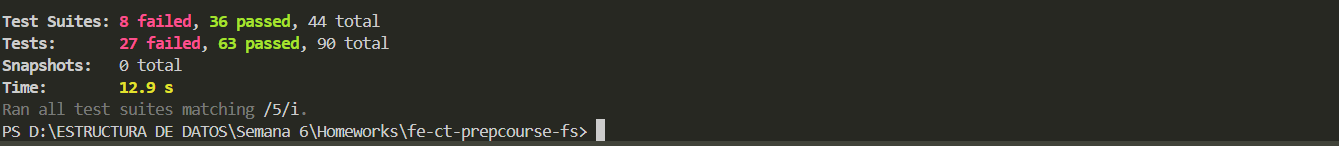 Test Suites: 8 failed, 36 passed, 44 total
Tests:       27 failed, 63 passed, 90 total
Snapshots:   0 total
Time:        12.9 s
Ran all test suites matching /5/i.
PS D:\ESTRUCTURA DE DATOS\Semana 6\Homeworks\fe-ct-prepcourse-fs>